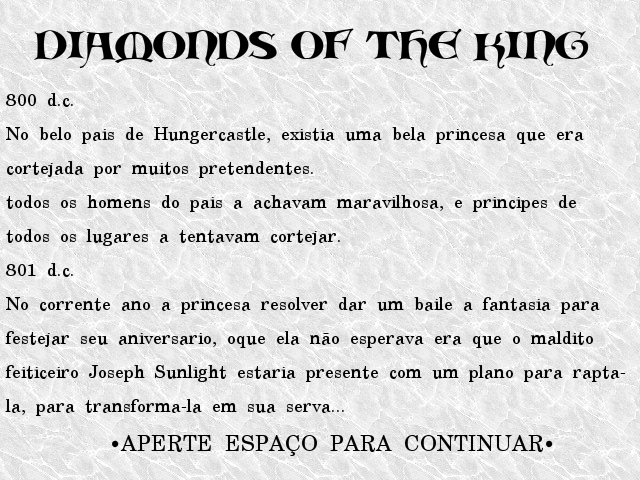 DIAMONDS OF THE KING
800 d.c.
No belo pais de Hungercastle, existia uma bela princesa que era
cortejada por muitos pretendentes.
todos os homens do pais a achavam maravilhosa, e principes de
todos os lugares a tentavam cortejar.
801 d.c.
No corrente ano a princesa resolver dar um baile a fantasia para
festejar seu aniversario, oque ela não esperava era que o maldito
feiticeiro Joseph Sunlight estaria presente com um plano para rapta-
la, para transforma-la em sua serva...
•APERTE ESPAÇO PARA CONTINUAR•